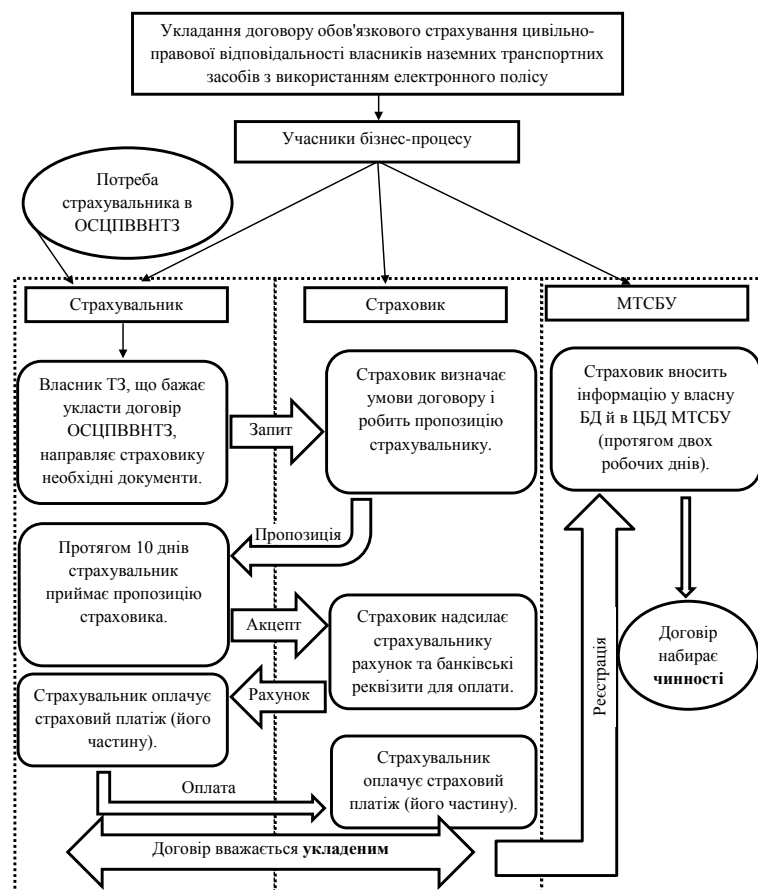 Укладання договору обов'язкового страхування цивільно-
правової відповідальності власників наземних транспортних
засобів з використанням електронного полісу
Учасники бізнес-процесу
Потреба
страхувальника в
ОСЦПВВНТЗ
Страхувальник
Страховик
МТСБУ
Власник ТЗ, що бажає
укласти договір
ОСЦПВВНТЗ,
направляє страховику
необхідні документи.
Запит
Страховик визначає
умови договору і
робить пропозицію
страхувальнику.
Страховик вносить
інформацію у власну
БД й в ЦБД МТСБУ
(протягом двох
робочих днів).
Пропозиція
Протягом 10 днів
страхувальник
приймає пропозицію
страховика.
Акцепт
Страховик надсилає
страхувальнику
рахунок та банківські
реквізити для оплати.
Реєстрація
Договір
набирає
чинності
Рахунок
Страхувальник оплачує
страховий платіж (його
частину).
Оплата
Страхувальник
оплачує страховий
платіж (його частину).
Договір вважається укладеним